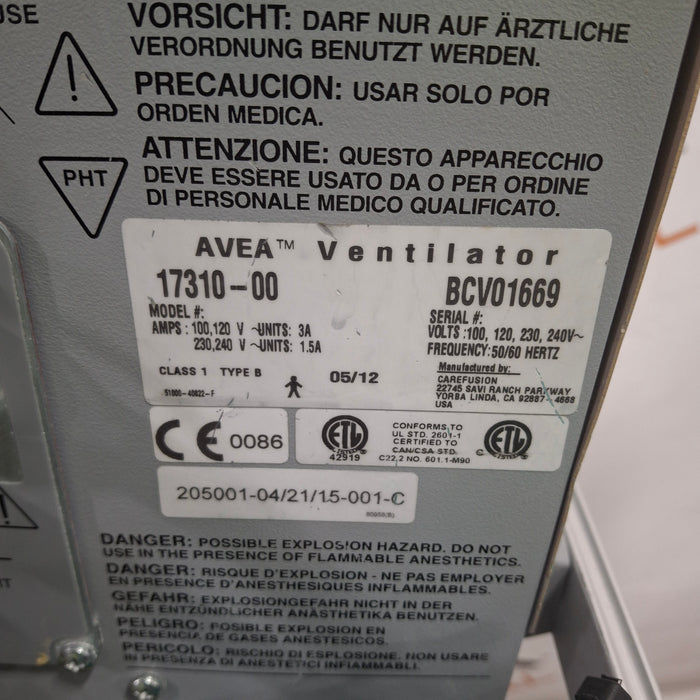 USE
VORSICHT: DARF NUR AUF ÄRZTLICHE
VERORDNUNG BENUTZT WERDEN.
PRECAUCION: USAR SOLO POR
ORDEN MEDICA.
ATTENZIONE: QUESTO APPARECCHIO
DEVE ESSERE USATO DA O PER ORDINE
DI PERSONALE MEDICO QUALIFICATO.
PHT
AVEA™ Ventilator
17310-00
MODEL #:
AMPS : 100,120 V ~UNITS: 3A
230,240 V ~UNITS: 1.5A
CLASS 1 TYPE B
05/12
51000-40022-F
BCV01669
SERIAL #:
VOLTS :100, 120, 230, 240V~
FREQUENCY:50/60 HERTZ
Manufactured by:
CAREFUSION
22745 SAVI RANCH PARKWAY
YORBA LINDA, CA 92887-4668
USA
CE 0086
ETL
42919
CONFORMS TO
UL STD. 2601-1
CERTIFIED TO
CAN/CSA STD.
C22.2 NO. 601.1-M90
C ETL
205001-04/21/15-001-C
DANGER: POSSIBLE EXPLOSION HAZARD. DO NOT
USE IN THE PRESENCE OF FLAMMABLE ANESTHETICS.
DANGER: RISQUE D'EXPLOSION - NE PAS EMPLOYER
EN PRESENCE D'ANESTHESIQUES INFLAMMABLES.
GEFAHR: EXPLOSIONGEFAHR NICHT IN DER
NÄHE ENTZÜNDLICHER ANÄSTHETIKA BENUTZEN.
PELIGRO: POSIBLE EXPLOSION EN
PRESENCIA DE GASES ANESTESICOS.
PERICOLO: RISCHIO DI ESPLOSIONE. NON USARE
IN PRESENZA DI ANESTETICI INFIAMMABILI.